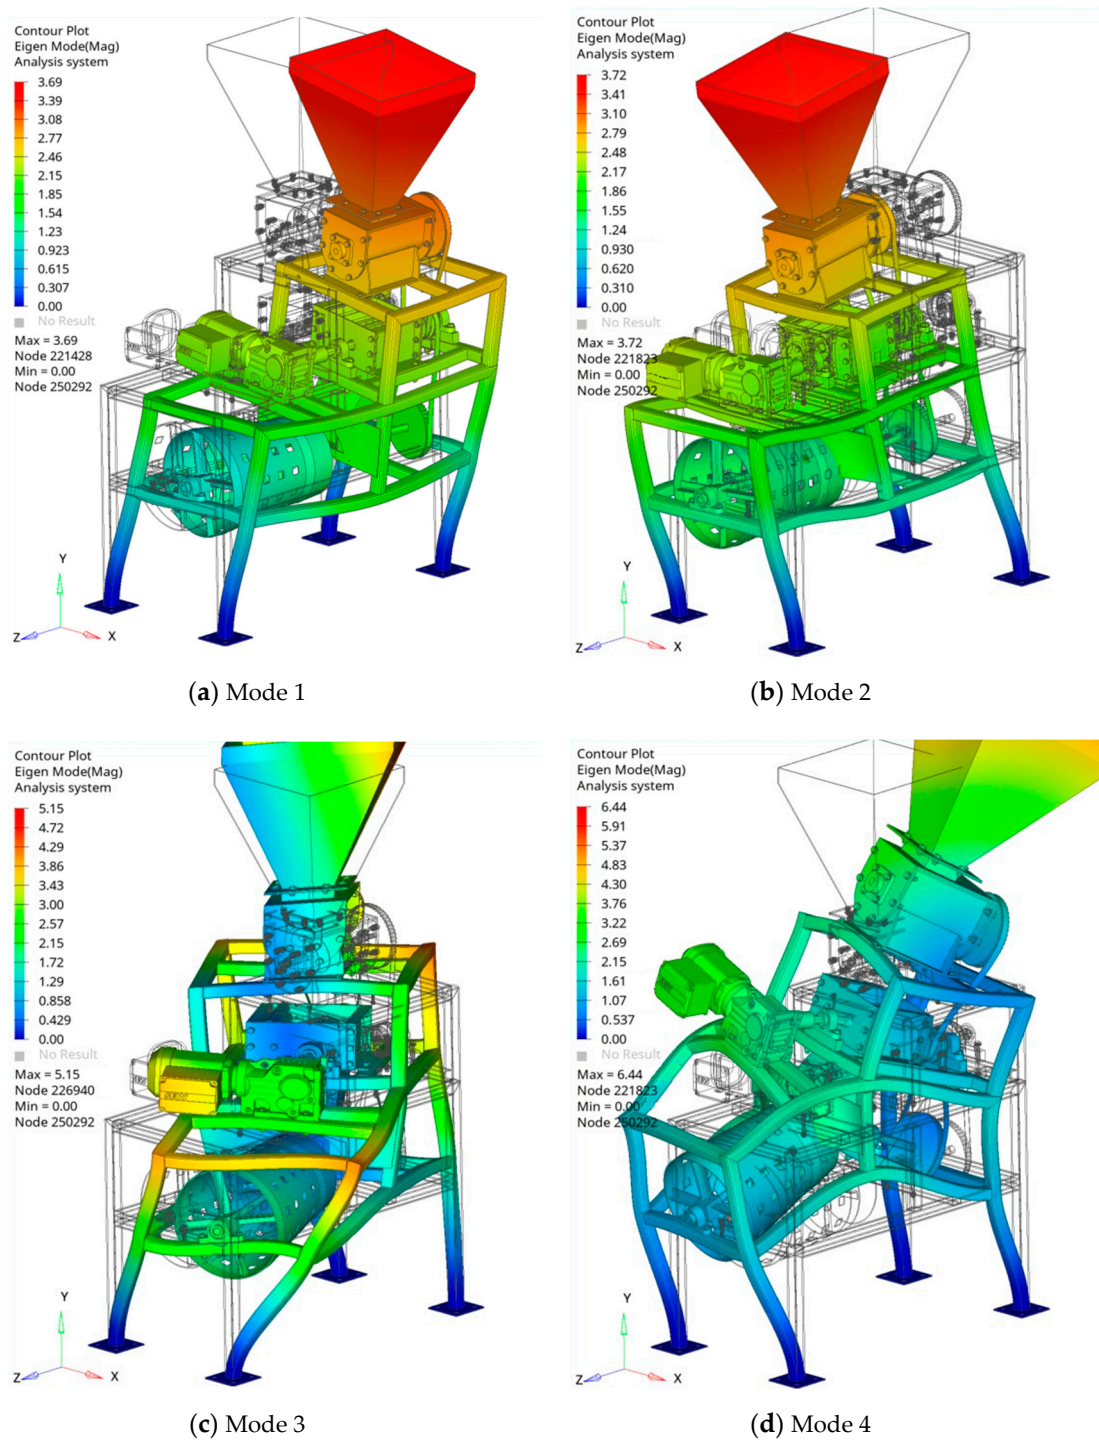 Contour Plot
Eigen Mode(Mag)
Analysis system
3.69
3.39
3.08
2.77
2.46
2.15
1.85
1.54
1.23
0.923
0.615
0.307
0.00
No Result
Max = 3.69
Node 221428
Min = 0.00
Node 250292
Y
Z
X
(a) Mode 1
Contour Plot
Eigen Mode(Mag)
Analysis system
3.72
3.41
3.10
2.79
2.48
2.17
1.86
1.55
1.24
0.930
0.620
0.310
0.00
No Result
Max = 3.72
Node 221823
Min = 0.00
Node 250292
Y
Z
X
(b) Mode 2
Contour Plot
Eigen Mode(Mag)
Analysis system
5.15
4.72
4.29
3.86
3.43
3.00
2.57
2.15
1.72
1.29
0.858
0.429
0.00
No Result
Max = 5.15
Node 226940
Min = 0.00
Node 250292
Y
Z
X
(c) Mode 3
Contour Plot
Eigen Mode(Mag)
Analysis system
6.44
5.91
5.37
4.83
4.30
3.76
3.22
2.69
2.15
1.61
1.07
0.537
0.00
No Result
Max = 6.44
Node 221823
Min = 0.00
Node 250292
Y
Z
X
(d) Mode 4